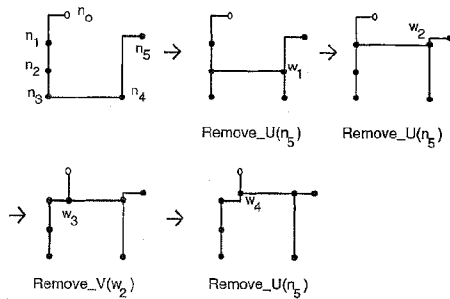 n₀
n₁
n₅
n₂
n₃
n₄
w₁
w₂
Remove_U(n₅)
Remove_U(n₅)
w₃
w₄
Remove_V(w₂)
Remove_U(n₅)